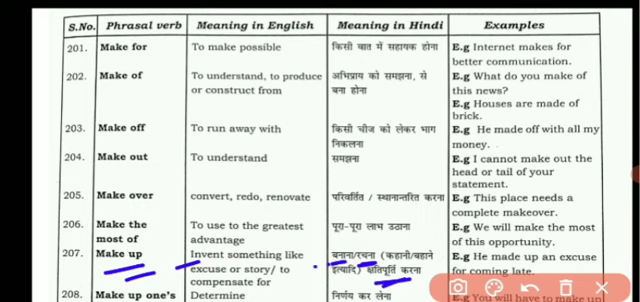 S.No. Phrasal verb Meaning in English Meaning in Hindi Examples
201. Make for To make possible किसी बात में सहायक होना E.g Internet makes for
better communication.
202. Make of To understand, to produce अभिप्राय को समझना, से E.g What do you make of
or construct from बना होना this news?
E.g Houses are made of
brick.
203. Make off To run away with किसी चीज को लेकर भाग E.g He made off with all my
निकलना money.
204. Make out To understand समझना E.g I cannot make out the
head or tail of your
statement.
205. Make over convert, redo, renovate परिवर्तित / स्थानान्तरित करना E.g This place needs a
complete makeover.
206. Make the To use to the greatest पूरा-पूरा लाभ उठाना E.g We will make the most
most of advantage of this opportunity.
207. Make up Invent something like बनाना/रचना (कहानी/बहाने E.g He made up an excuse
excuse or story/ to इत्यादि) क्षतिपूर्ति करना for coming late.
compensate for
208. Make up one's Determine निर्णय कर लेना E.g You will have to make up